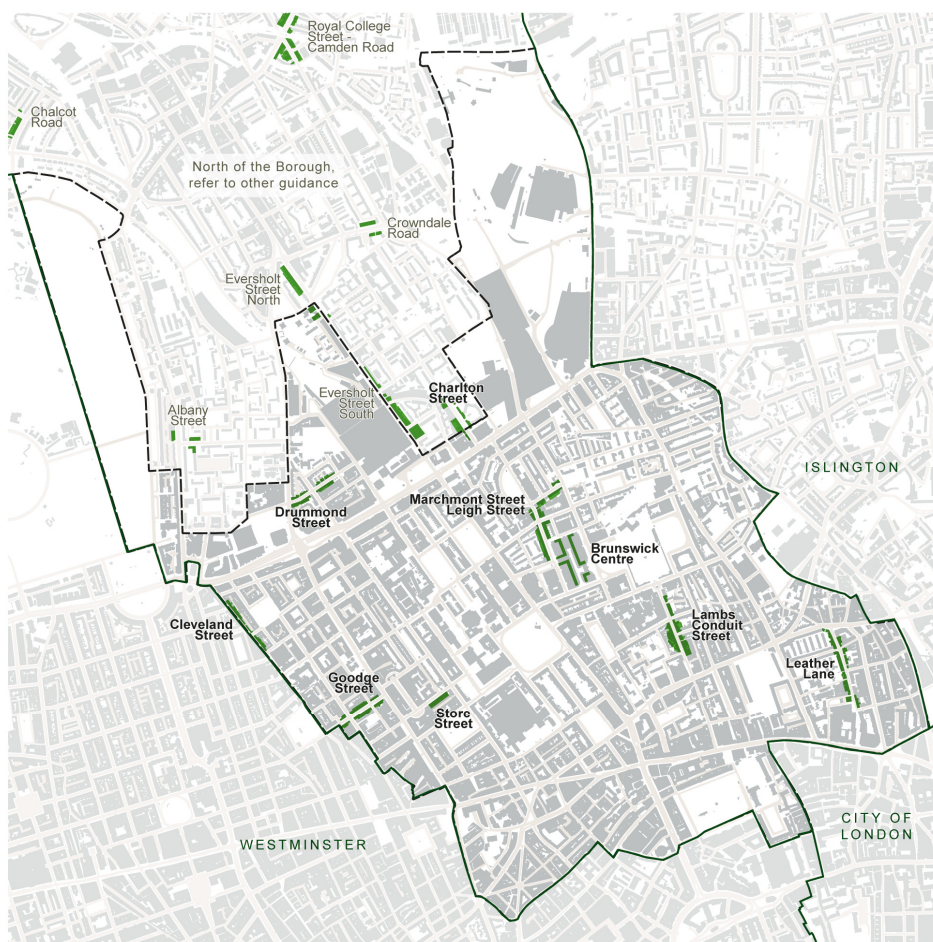 Royal College
Street -
Camden Road
Chalcot
Road
North of the Borough,
refer to other guidance
Crowndale
Road
Eversholt
Street
North
Eversholt
Street
South
Charlton
Street
Albany
Street
ISLINGTON
Drummond
Street
Marchmont Street
Leigh Street
Brunswick
Centre
Cleveland
Street
Lambs
Conduit
Street
Leather
Lane
Goodge
Street
Store
Street
CITY OF
LONDON
WESTMINSTER